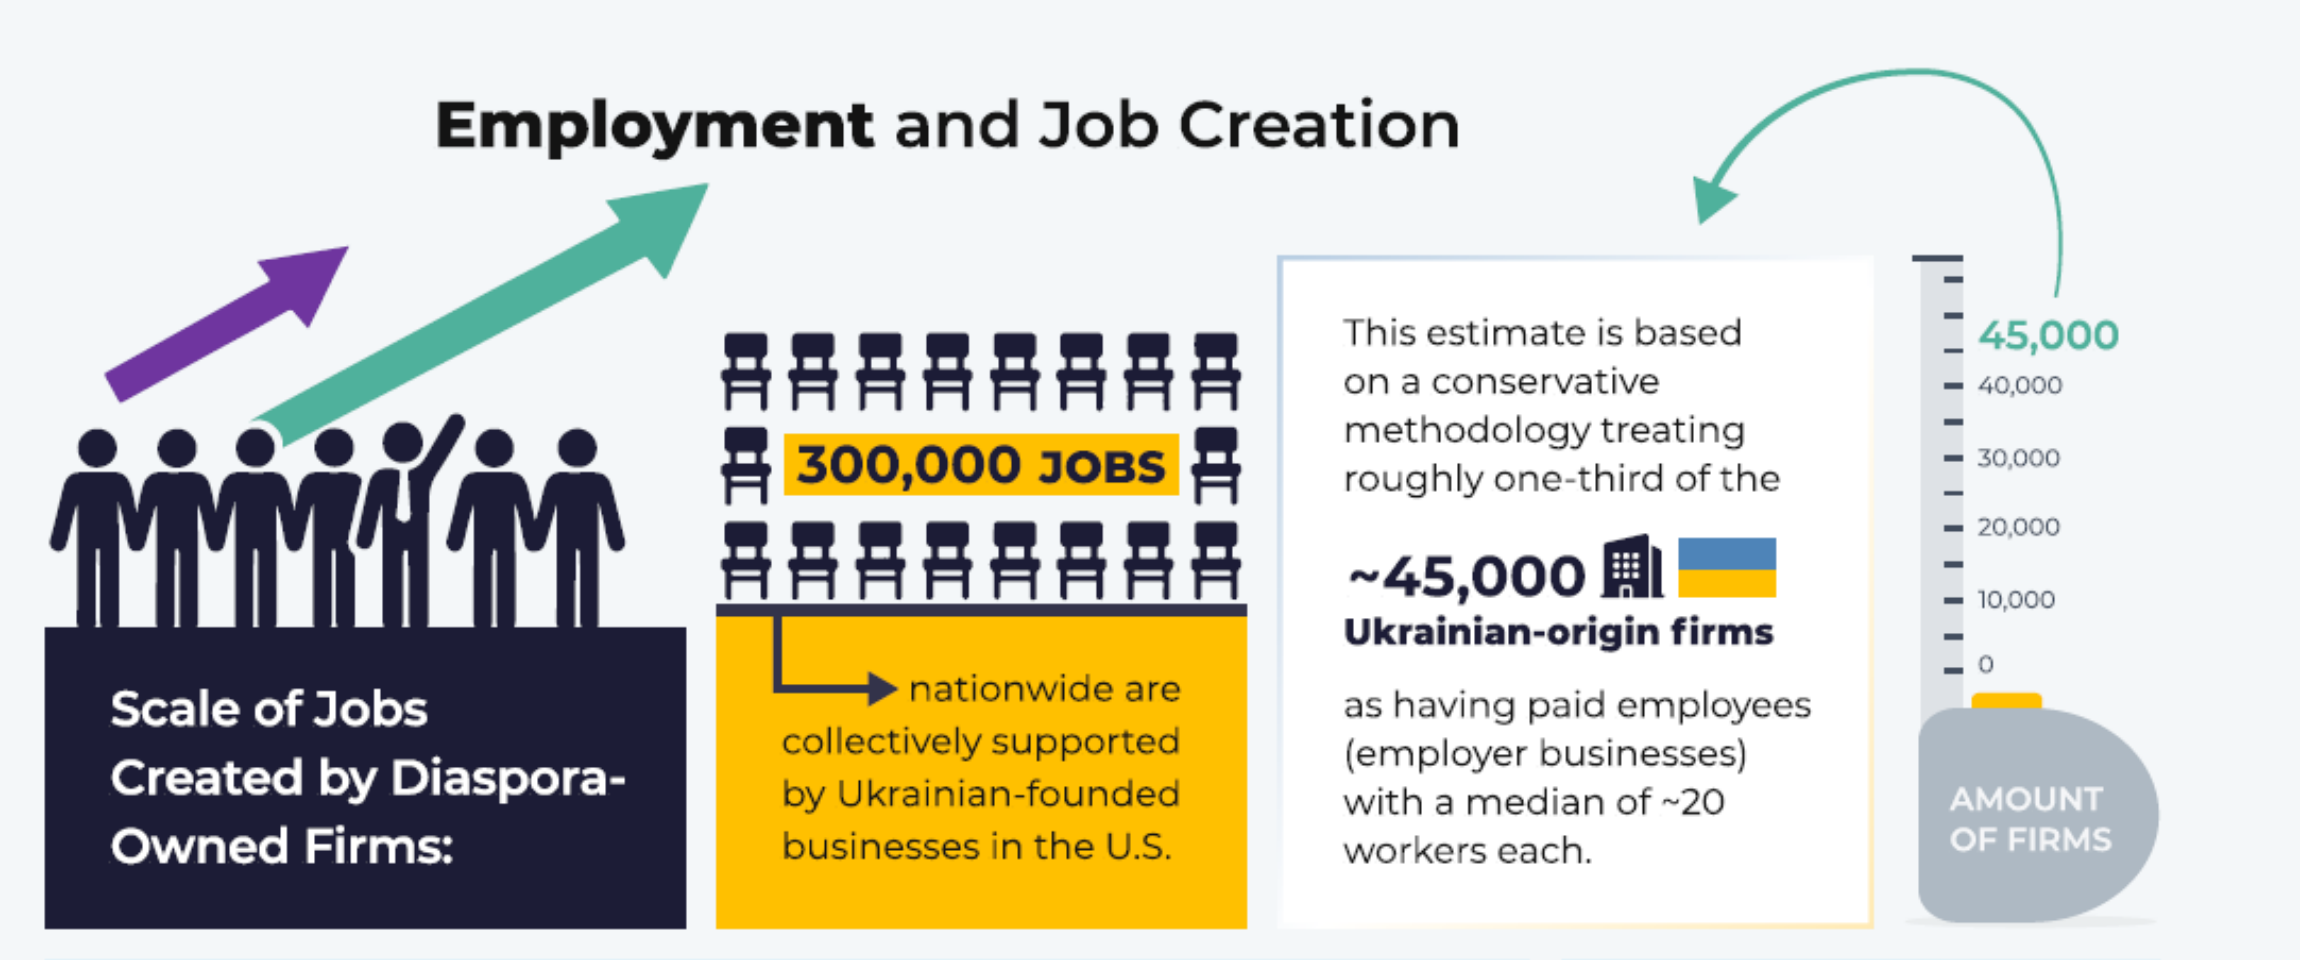 Employment and Job Creation
Scale of Jobs
Created by Diaspora-
Owned Firms:
300,000 JOBS
nationwide are
collectively supported
by Ukrainian-founded
businesses in the U.S.
This estimate is based
on a conservative
methodology treating
roughly one-third of the
~45,000
Ukrainian-origin firms
as having paid employees
(employer businesses)
with a median of ~20
workers each.
45,000
40,000
30,000
20,000
10,000
0
AMOUNT
OF FIRMS